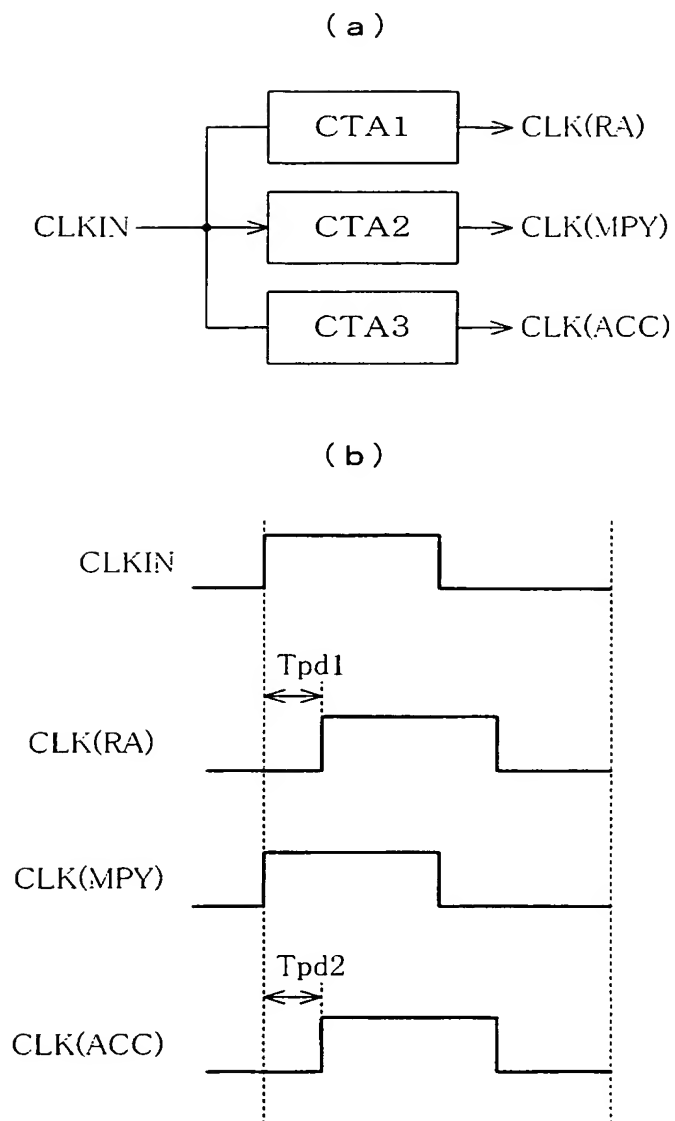 (a)
CTA1
CLK(RA)
CLKIN
CTA2
CLK(MPY)
CTA3
CLK(ACC)
(b)
CLKIN
Tpd1
CLK(RA)
CLK(MPY)
Tpd2
CLK(ACC)